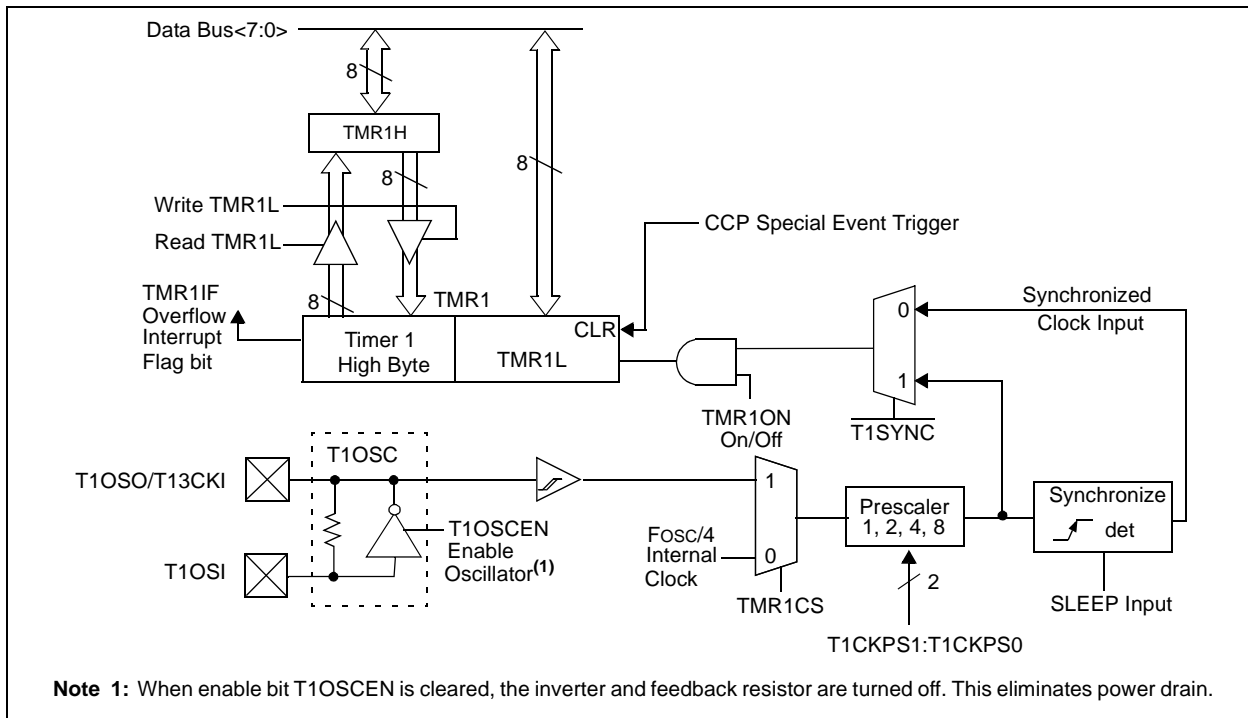 Data Bus<7:0>
8
TMR1H
8
8
Write TMR1L
Read TMR1L
CCP Special Event Trigger
8
TMR1
TMR1IF
Overflow
Interrupt
Flag bit
Timer 1
High Byte
TMR1L
CLR
0
1
Synchronized
Clock Input
TMR1ON
On/Off
T1SYNC
T1OSC
T1OSO/T13CKI
T1OSI
T1OSCEN
Enable
Oscillator(1)
1
0
FOSC/4
Internal
Clock
TMR1CS
Prescaler
1, 2, 4, 8
2
T1CKPS1:T1CKPS0
Synchronize
det
SLEEP Input
Note 1: When enable bit T1OSCEN is cleared, the inverter and feedback resistor are turned off. This eliminates power drain.